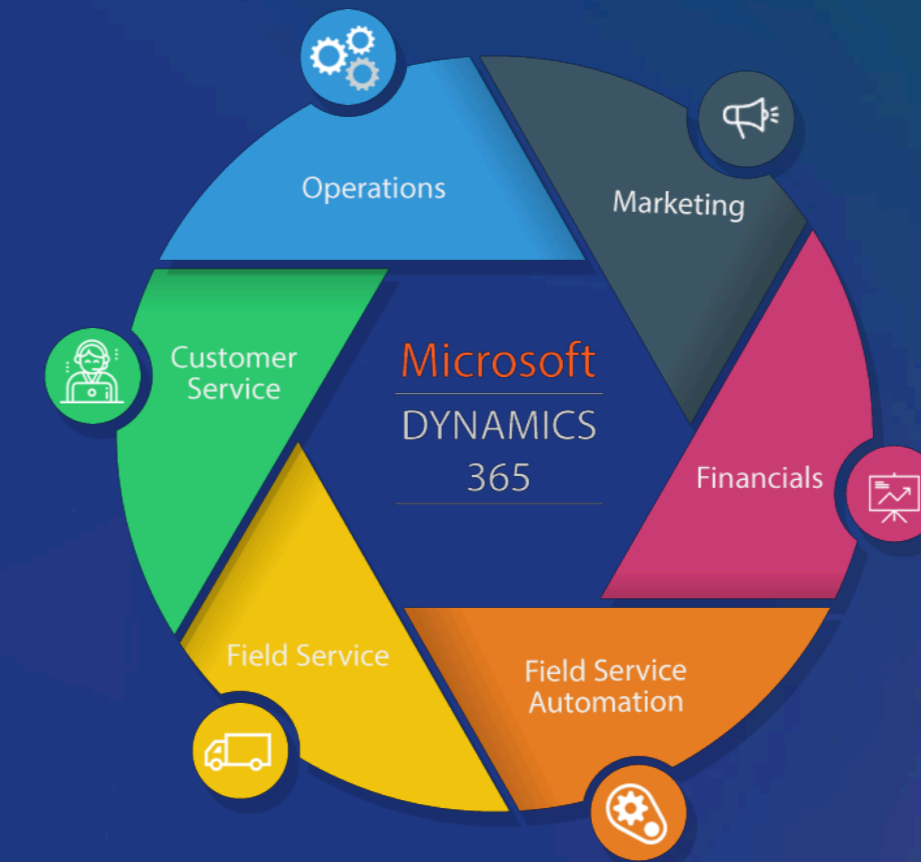 Operations
Marketing
Customer
Service
Microsoft
DYNAMICS
365
Financials
Field Service
Field Service
Automation